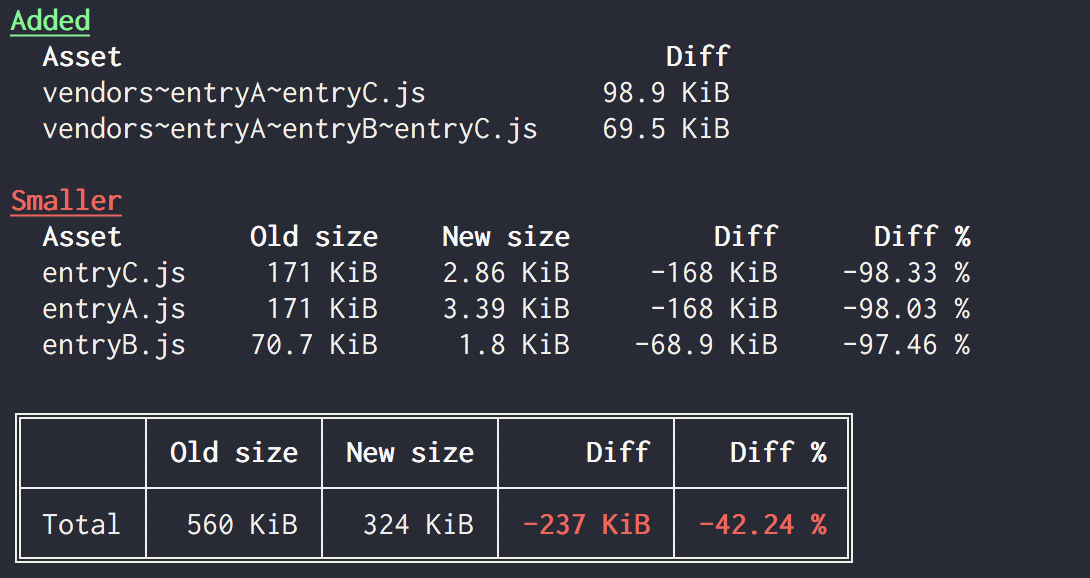 Added
Asset Diff
vendors~entryA~entryC.js 98.9 KiB
vendors~entryA~entryB~entryC.js 69.5 KiB
Smaller
Asset Old size New size Diff Diff %
entryC.js 171 KiB 2.86 KiB -168 KiB -98.33 %
entryA.js 171 KiB 3.39 KiB -168 KiB -98.03 %
entryB.js 70.7 KiB 1.8 KiB -68.9 KiB -97.46 %
Old size New size Diff Diff %
Total 560 KiB 324 KiB -237 KiB -42.24 %